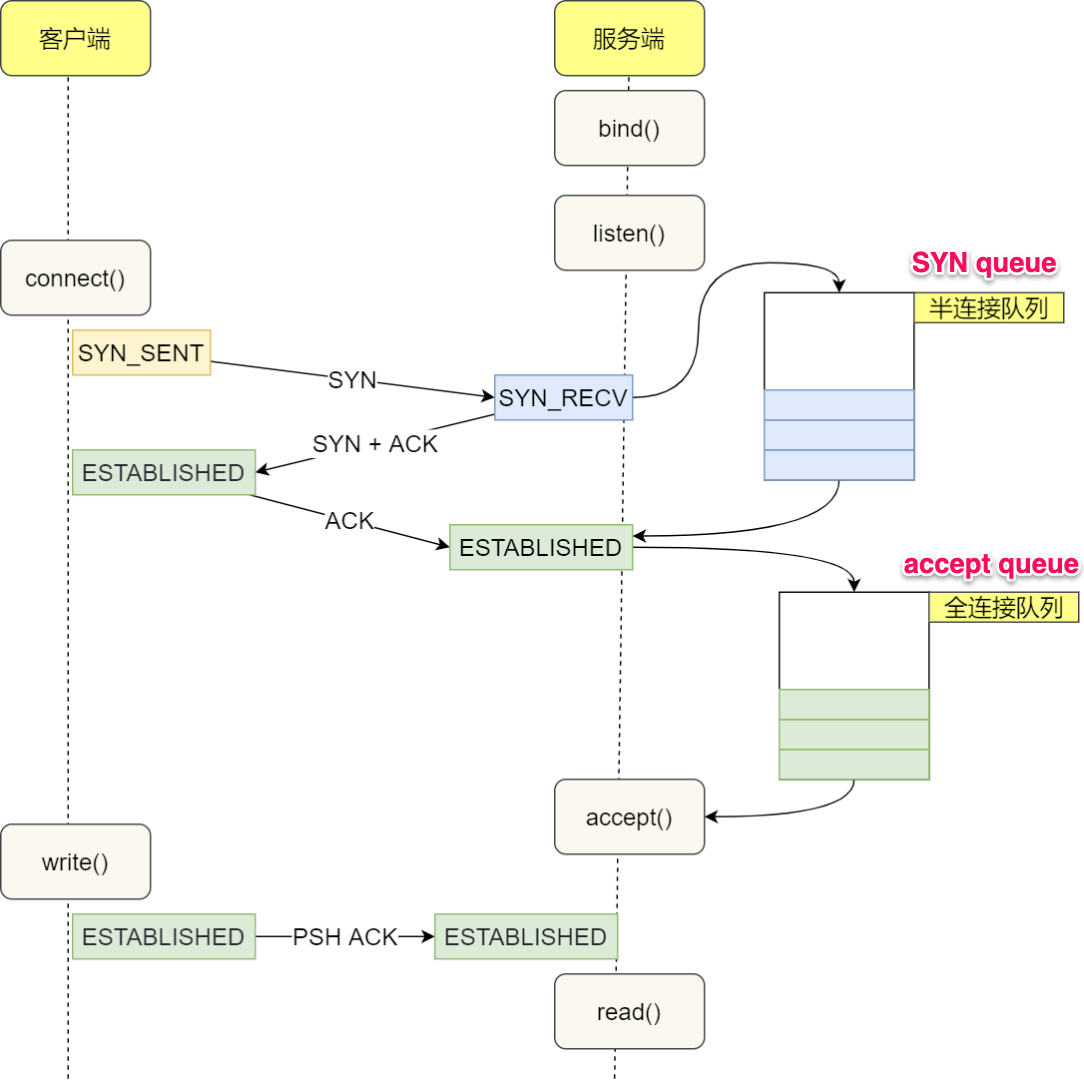 客户端
服务端
bind()
listen()
connect()
SYN queue
半连接队列
SYN_SENT
SYN
SYN_RECV
SYN + ACK
ESTABLISHED
ACK
ESTABLISHED
accept queue
全连接队列
accept()
write()
ESTABLISHED
PSH ACK
ESTABLISHED
read()